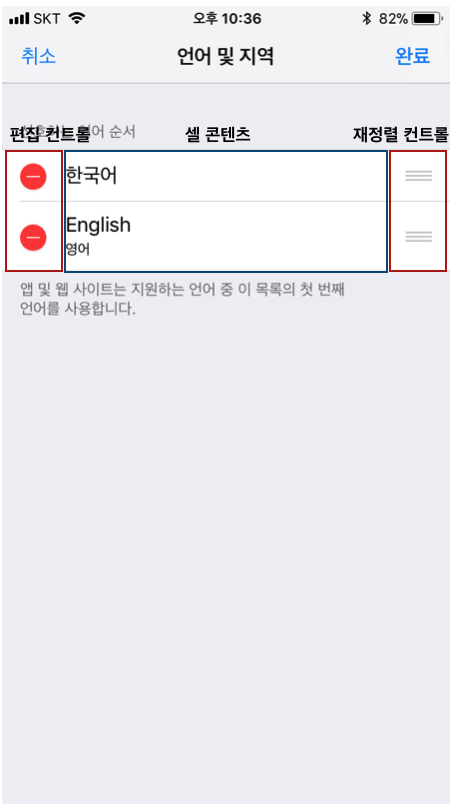 SKT 오후 10:36 82%
취소 언어 및 지역 완료
어 순서
편집 컨트롤 셀 콘텐츠 재정렬 컨트롤
한국어
English
영어
앱 및 웹 사이트는 지원하는 언어 중 이 목록의 첫 번째
언어를 사용합니다.